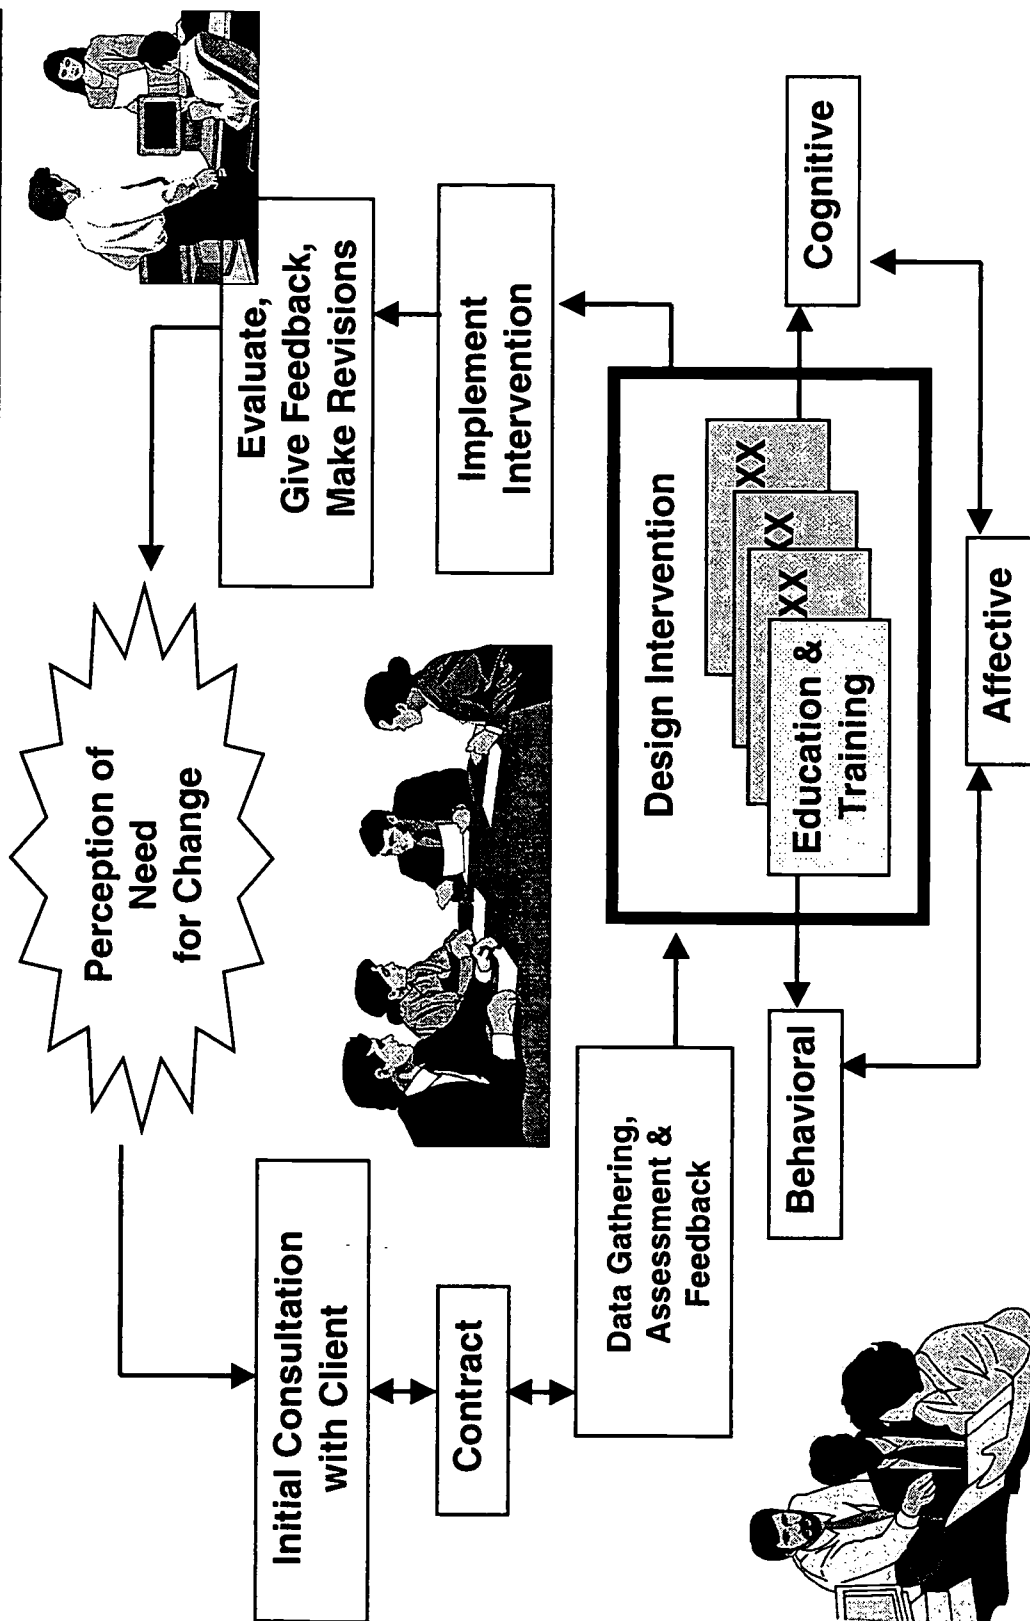 Perception of
Need
for Change
Initial Consultation
with Client
Contract
Data Gathering,
Assessment &
Feedback
Design Intervention
XX
XX
XX
Education &
Training
Behavioral
Affective
Cognitive
Implement
Intervention
Evaluate,
Give Feedback,
Make Revisions